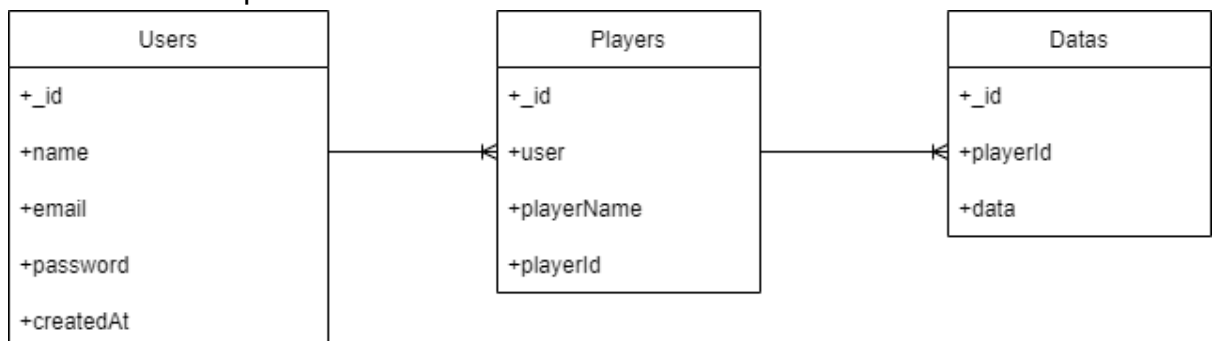 Users
+_id
+name
+email
+password
+createdAt
Players
+_id
+user
+playerName
+playerId
Datas
+_id
+playerId
+data